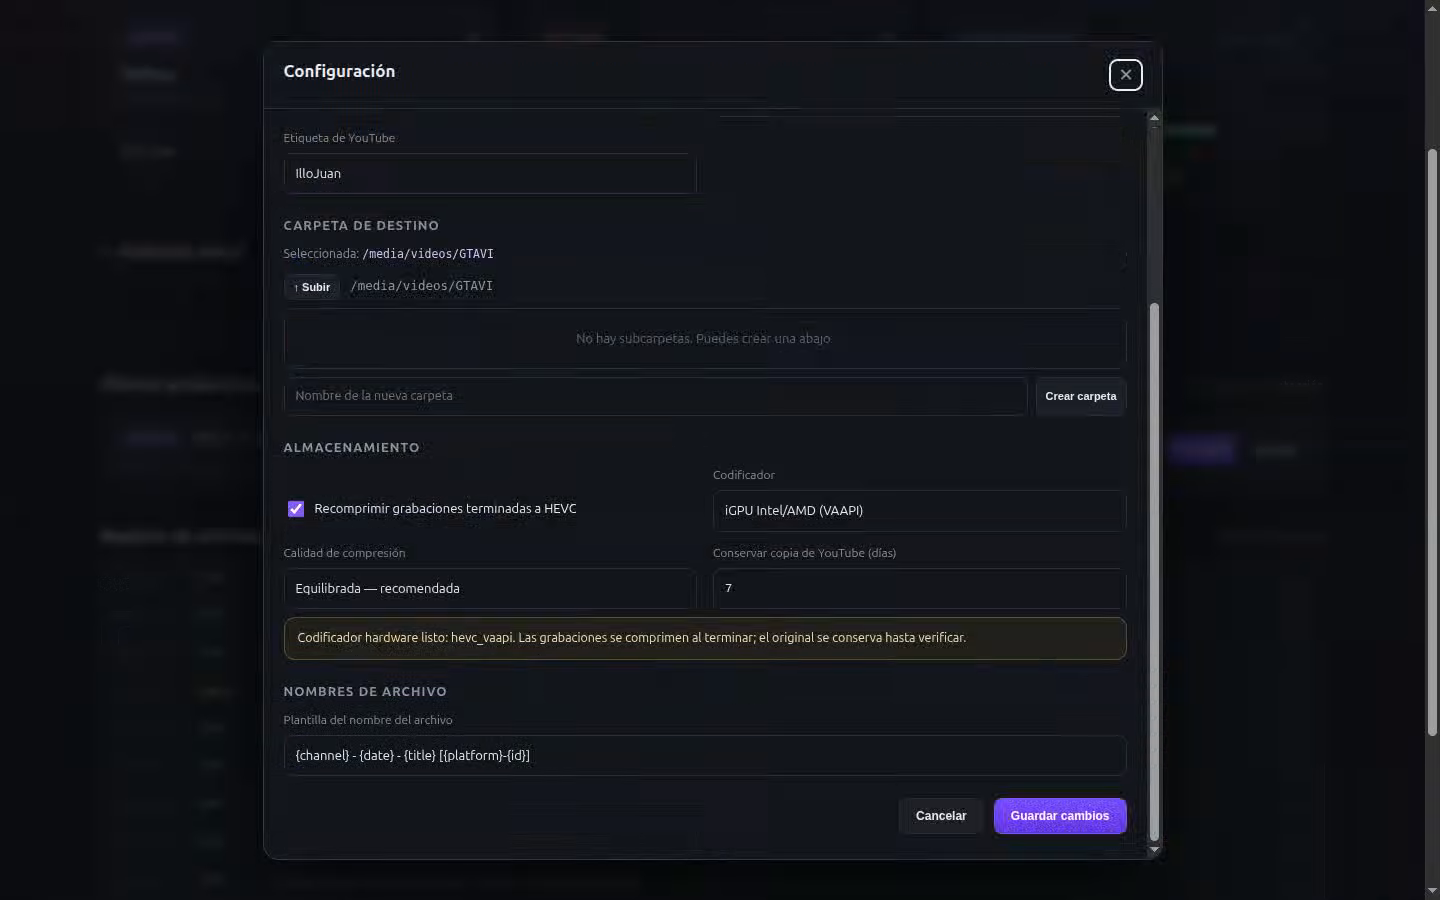 Configuración
Etiqueta de YouTube
IlloJuan
CARPETA DE DESTINO
Seleccionada: /media/videos/GTAVI
↑ Subir /media/videos/GTAVI
No hay subcarpetas. Puedes crear una abajo
Nombre de la nueva carpeta
Crear carpeta
ALMACENAMIENTO
Codificador
Recomprimir grabaciones terminadas a HEVC
iGPU Intel/AMD (VAAPI)
Calidad de compresión
Conservar copia de YouTube (días)
Equilibrada — recomendada
7
Codificador hardware listo: hevc_vaapi. Las grabaciones se comprimen al terminar; el original se conserva hasta verificar.
NOMBRES DE ARCHIVO
Plantilla del nombre del archivo
{channel} - {date} - {title} [{platform}-{id}]
Cancelar
Guardar cambios